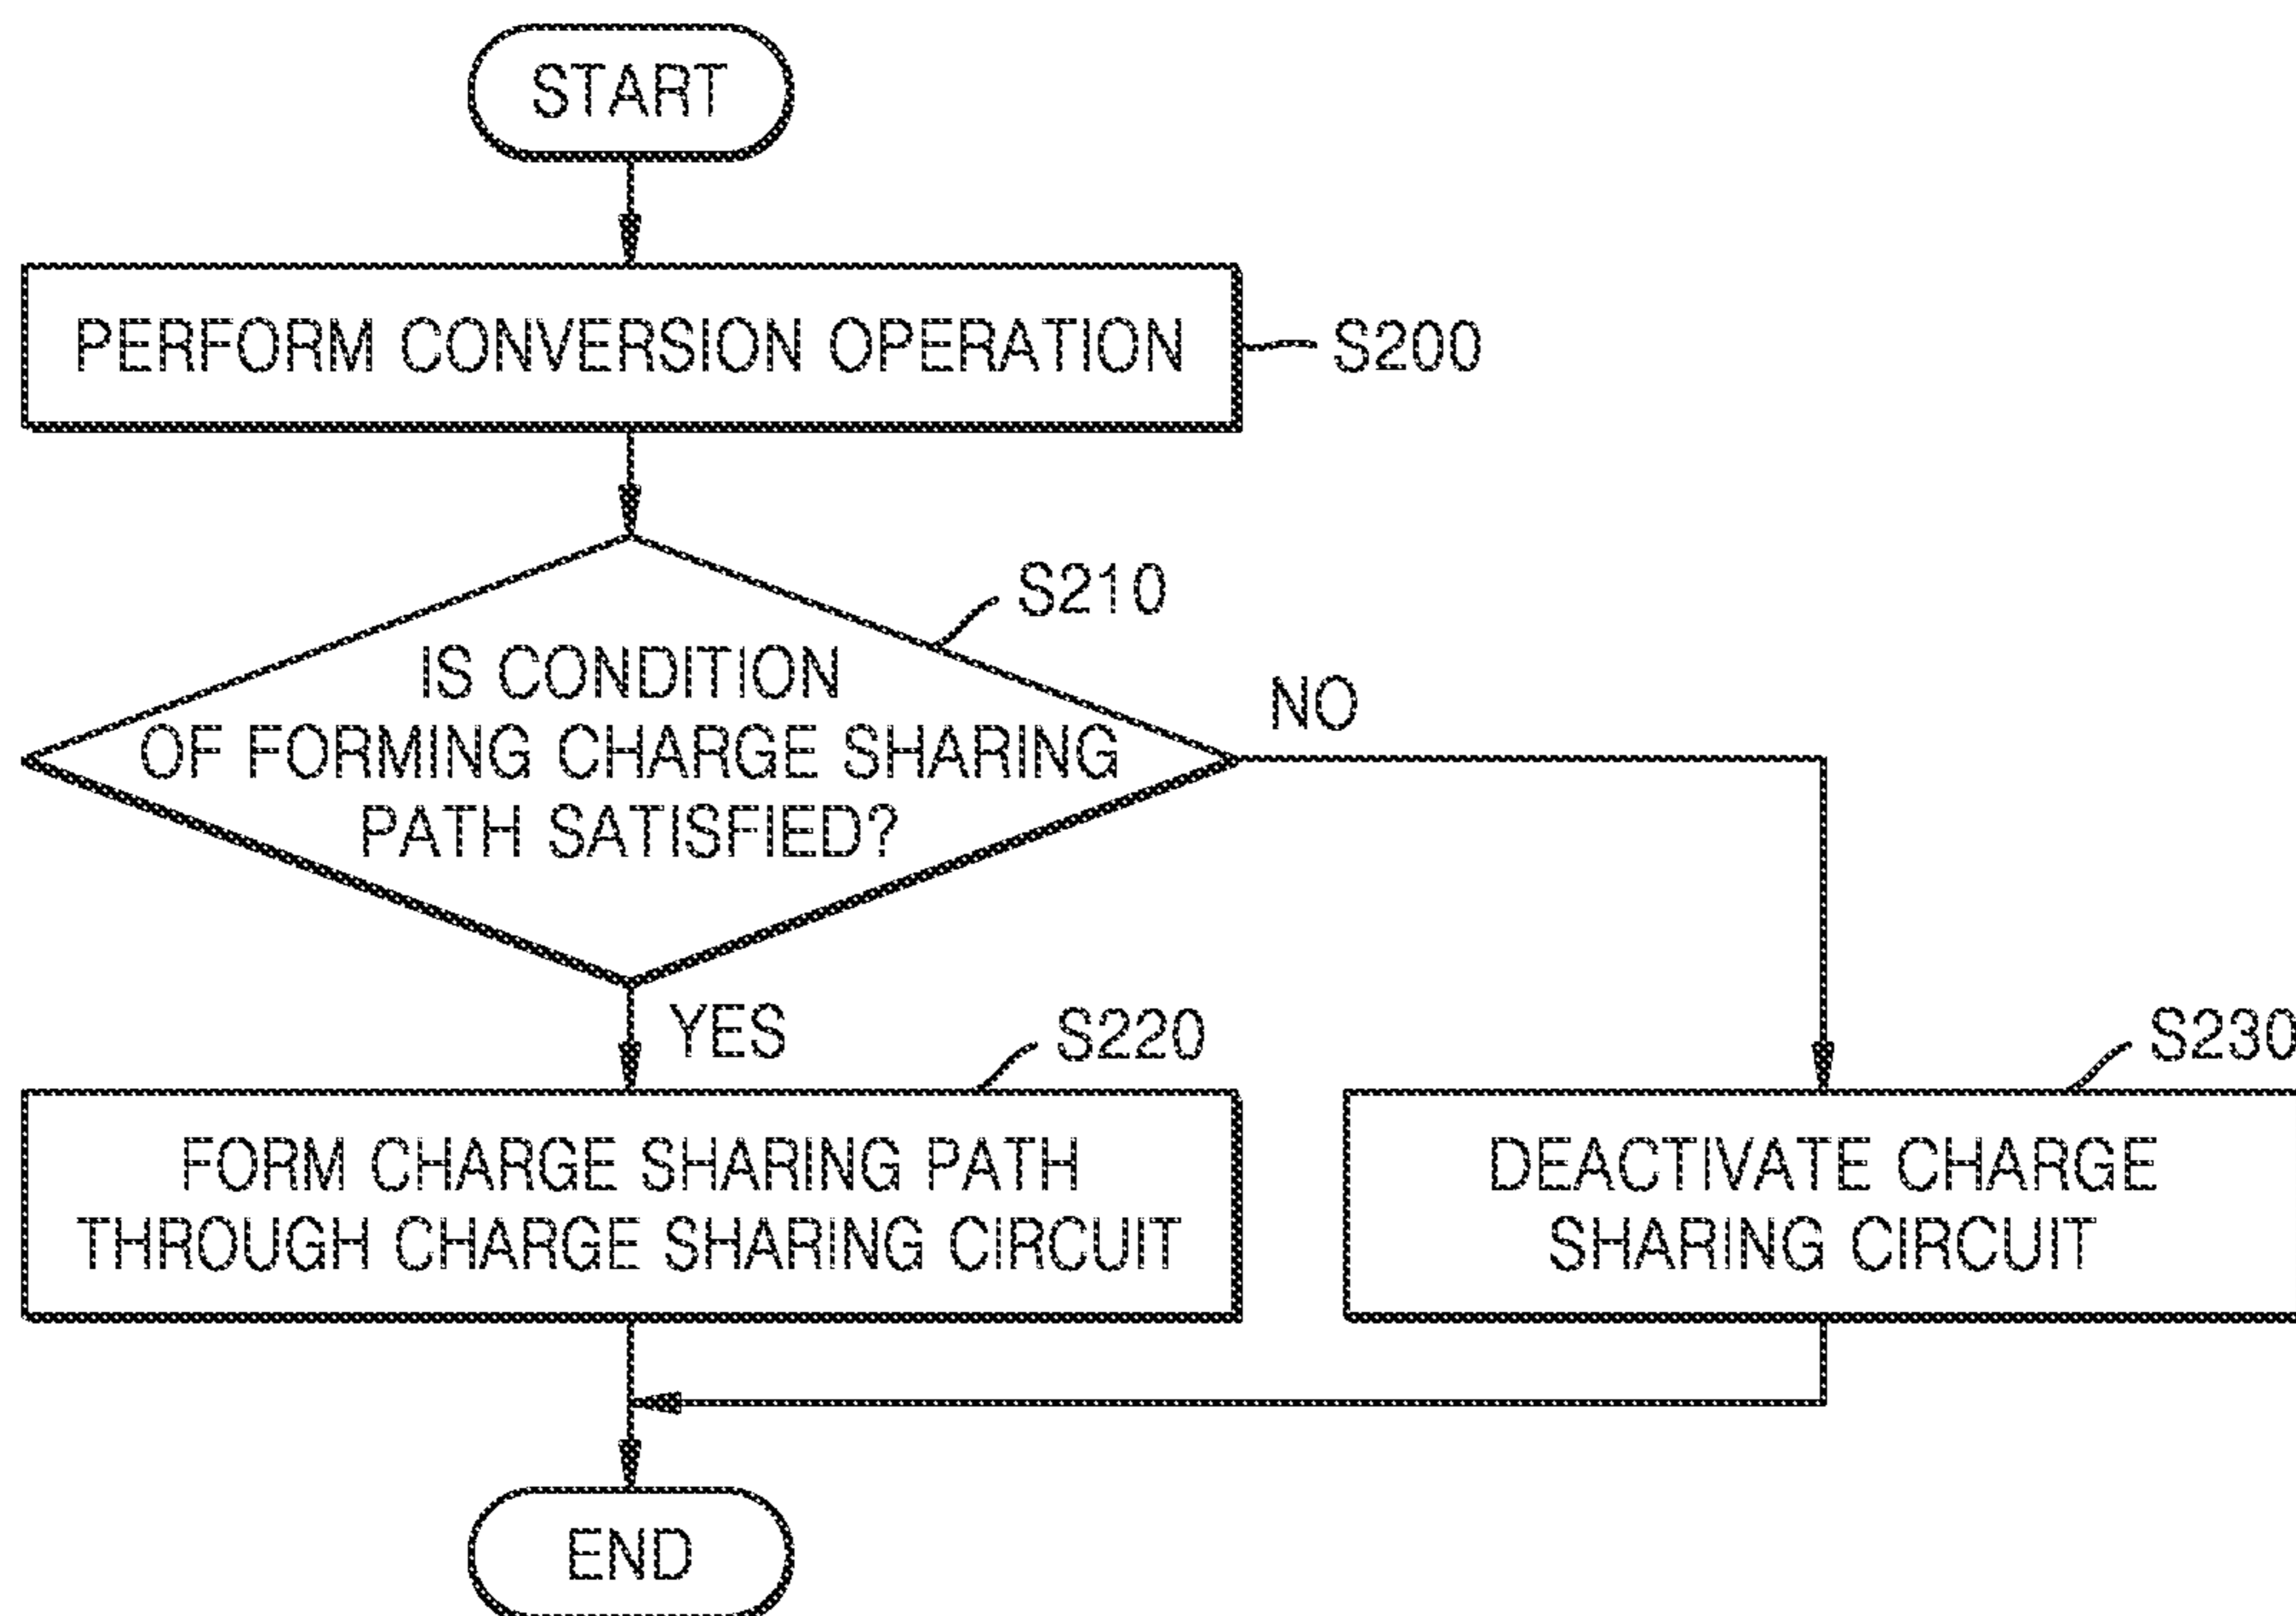 START
PERFORM CONVERSION OPERATION
S200
S210
IS CONDITION
OF FORMING CHARGE SHARING
PATH SATISFIED?
NO
YES
S220
S230
FORM CHARGE SHARING PATH
THROUGH CHARGE SHARING CIRCUIT
DEACTIVATE CHARGE
SHARING CIRCUIT
END